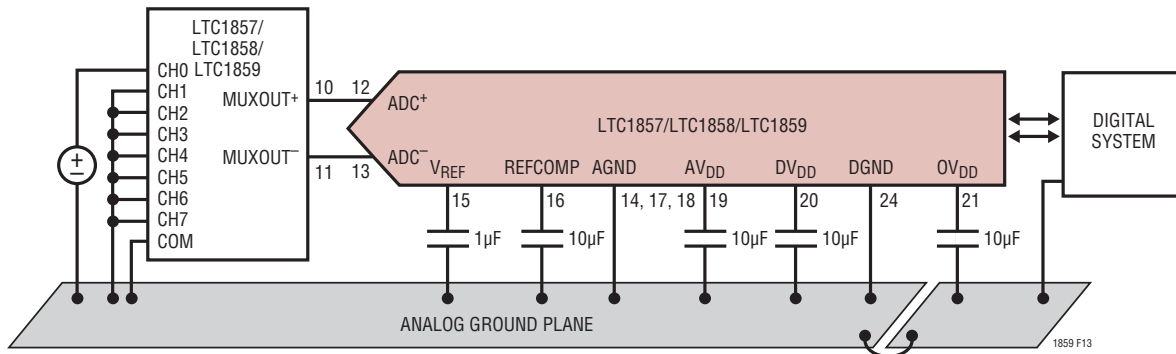 LTC1857/
LTC1858/
LTC1859
CH0
CH1
CH2
CH3
CH4
CH5
CH6
CH7
COM
MUXOUT+
MUXOUT–
10 12
11 13
+
–
ADC+
ADC–
LTC1857/LTC1858/LTC1859
VREF REFCOMP AGND AVDD DVDD DGND OVDD
15 16 14, 17, 18 19 20 24 21
1µF 10µF 10µF 10µF 10µF
DIGITAL
SYSTEM
ANALOG GROUND PLANE
1859 F13